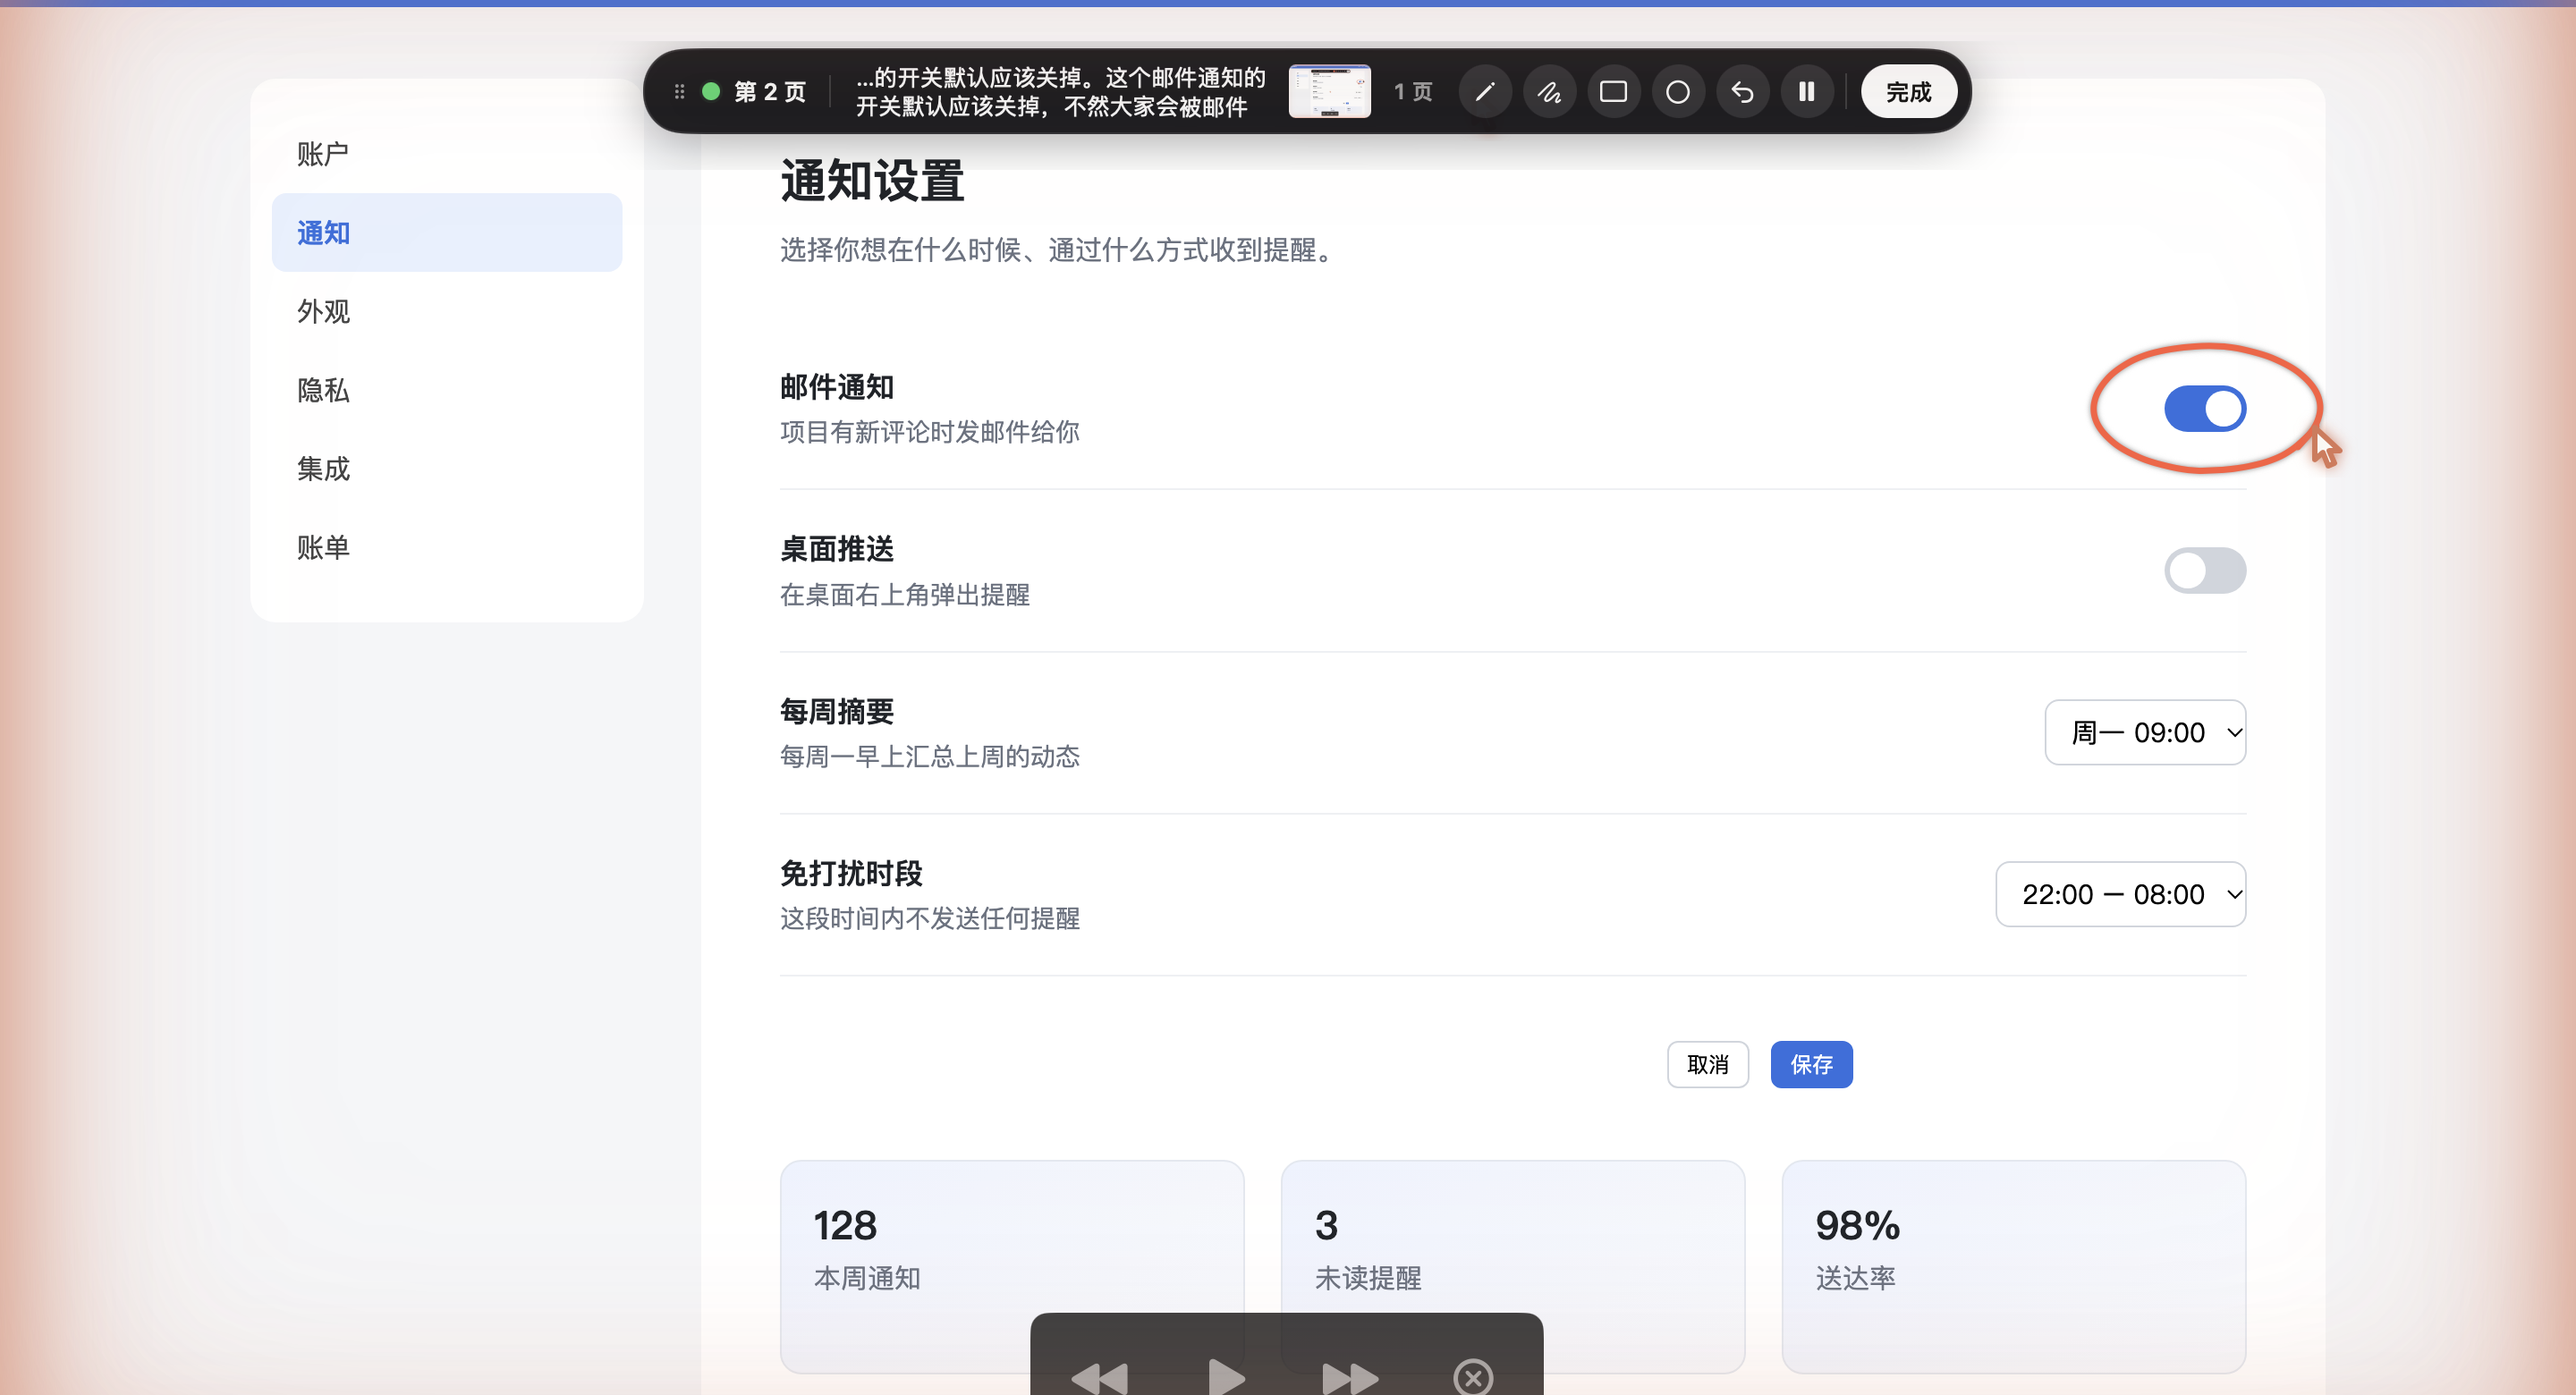 第 2 页
...的开关默认应该关掉。这个邮件通知的
开关默认应该关掉，不然大家会被邮件
1 页
完成
账户
通知
外观
隐私
集成
账单
通知设置
选择你想在什么时候、通过什么方式收到提醒。
邮件通知
项目有新评论时发邮件给你
桌面推送
在桌面右上角弹出提醒
每周摘要
每周一早上汇总上周的动态
周一 09:00
免打扰时段
这段时间内不发送任何提醒
22:00 – 08:00
取消
保存
128
本周通知
3
未读提醒
98%
送达率